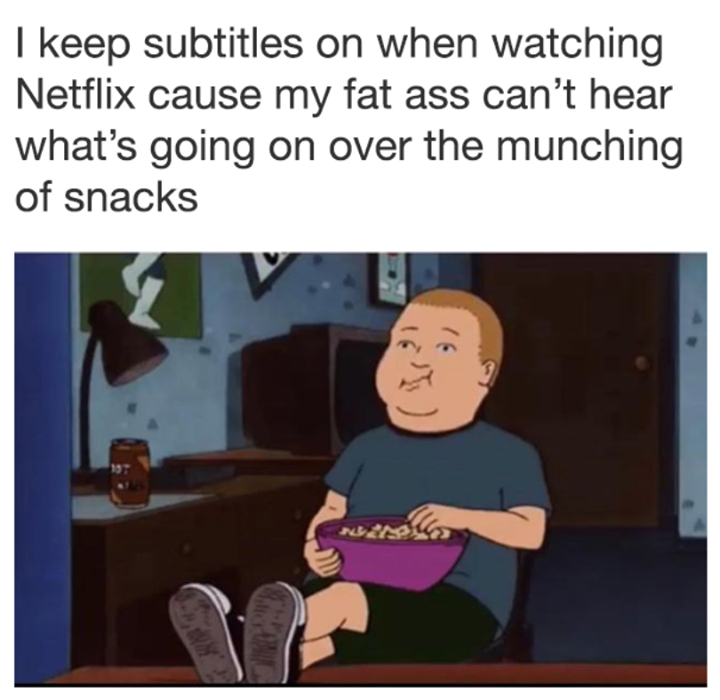 I keep subtitles on when watching
Netflix cause my fat ass can’t hear
what’s going on over the munching
of snacks